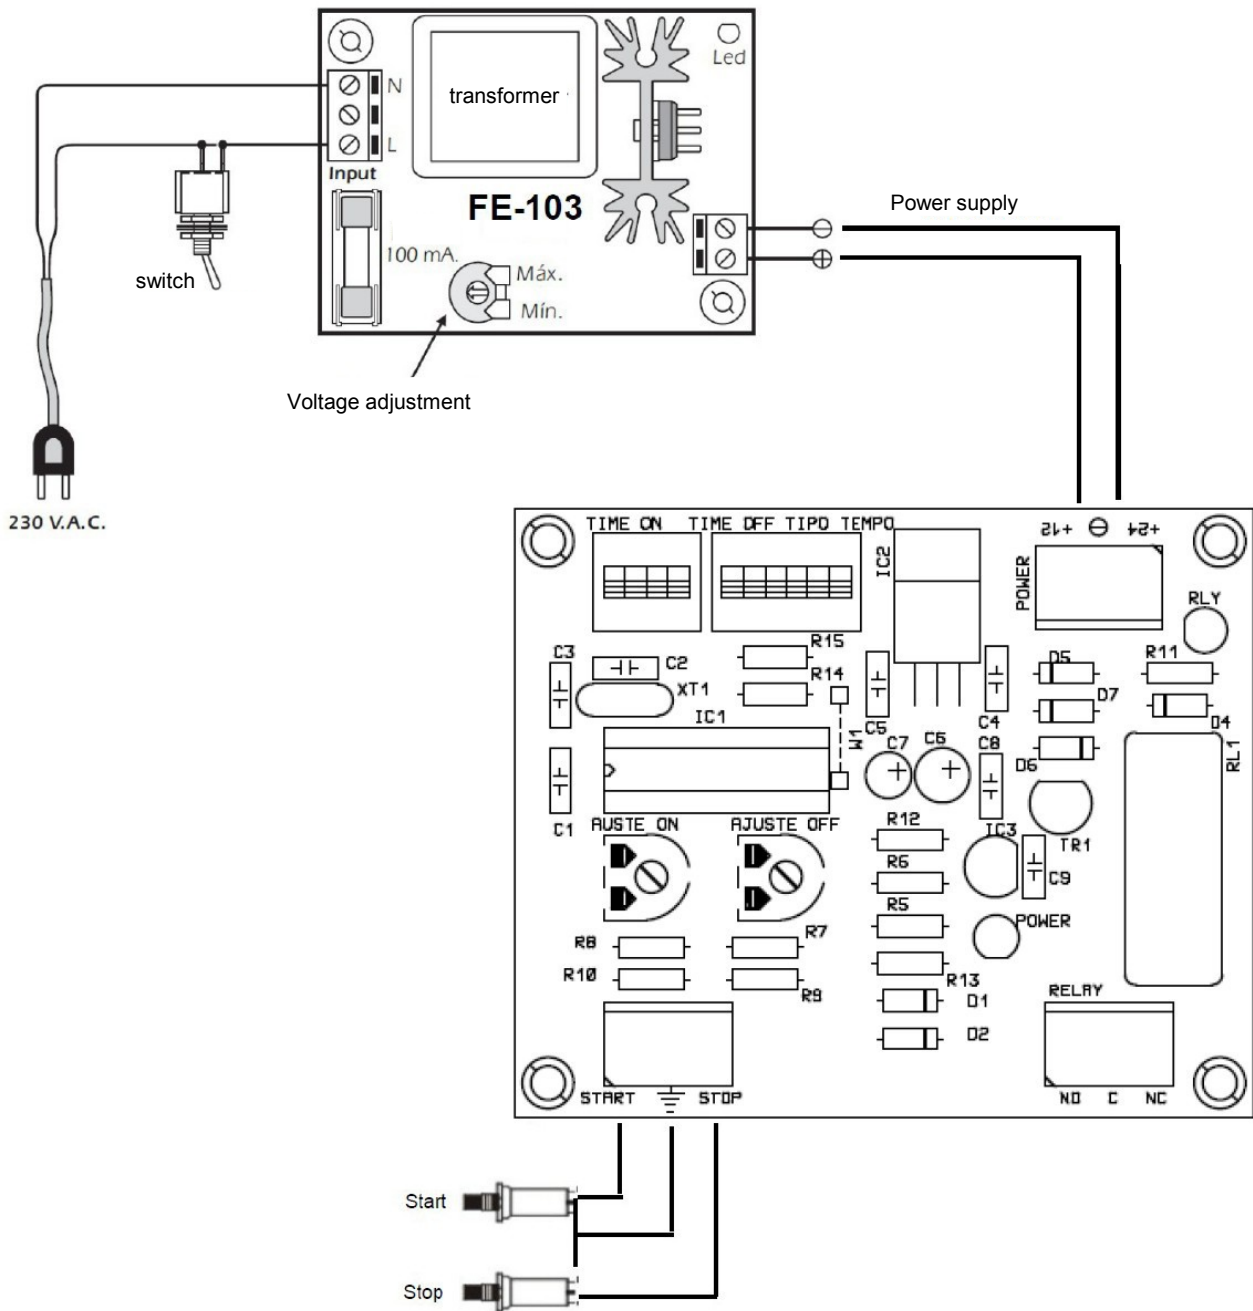 Led
N
transformer
L
Input
FE-103
Power supply
100 mA.
switch
Máx.
Mín.
Voltage adjustment
230 V.A.C.
TIME ON TIME OFF TIPO TEMPO
IC2
+12 +24
POWER
RLY
C3
C2
R15
D5
R11
R14
XT1
D7
IC1
C5
C4
D4
W1
C7
C6
C8
D6
RL1
C1
AUSTE ON
AJUSTE OFF
R12
IC3
TR1
R6
C9
R5
POWER
R8
R7
R10
R9
R13
D1
RELAY
D2
START STOP
NO C NC
Start
Stop